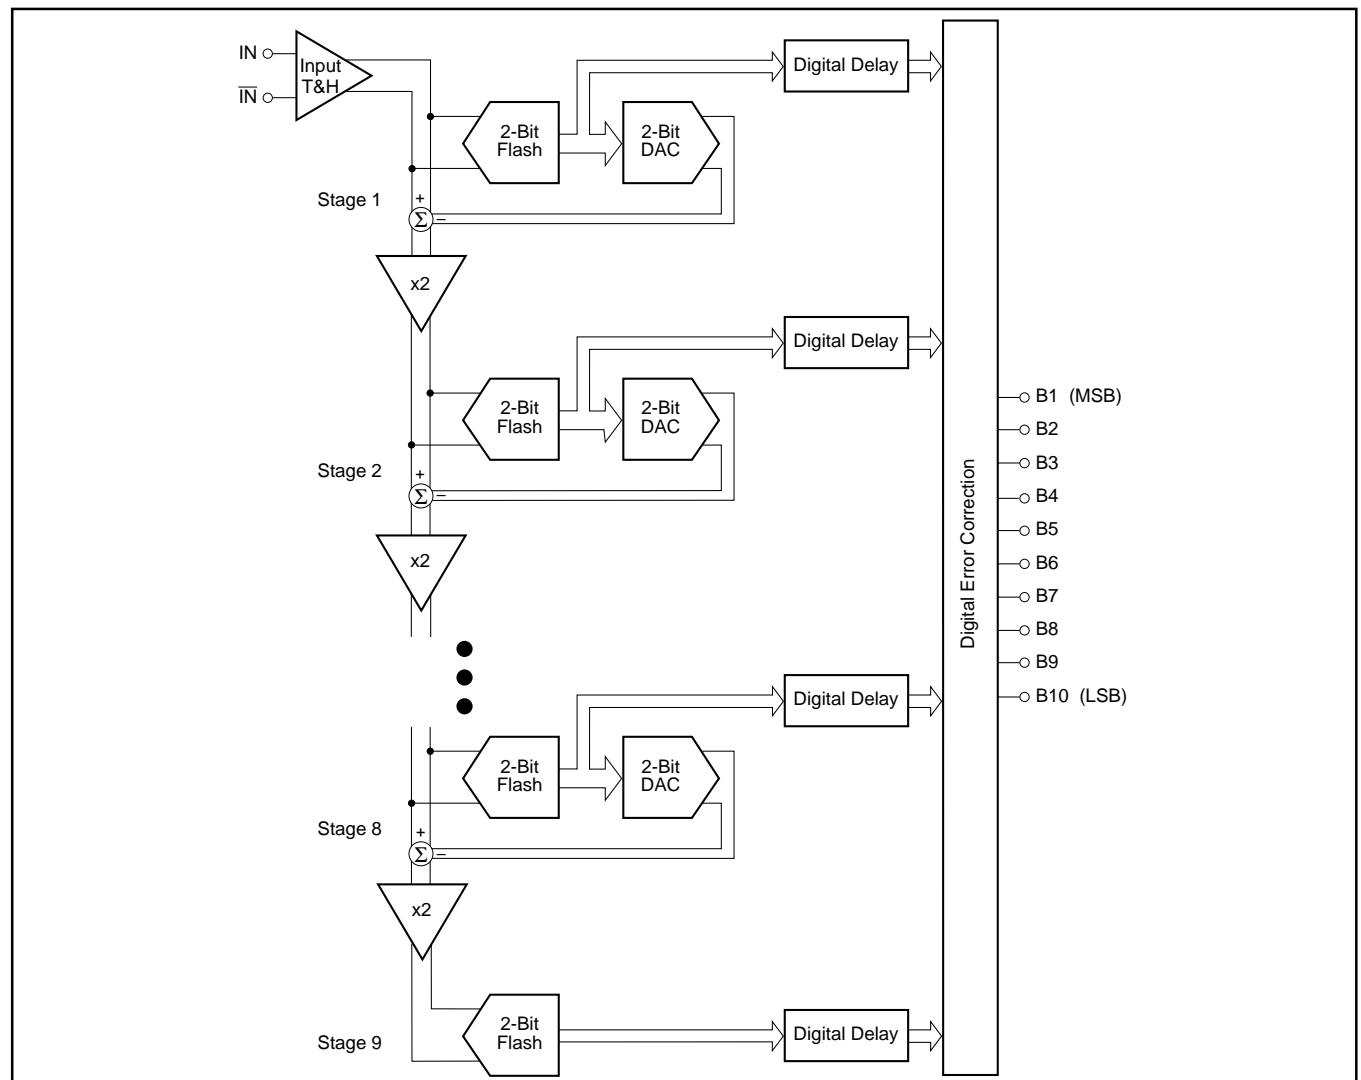 IN
Input
T&H
IN
Digital Delay
2-Bit
Flash
2-Bit
DAC
Stage 1
+
Σ
–
x2
Digital Delay
2-Bit
Flash
2-Bit
DAC
Stage 2
+
Σ
–
x2
Digital Delay
2-Bit
Flash
2-Bit
DAC
Stage 8
+
Σ
–
x2
2-Bit
Flash
Digital Delay
Stage 9
Digital Error Correction
B1 (MSB)
B2
B3
B4
B5
B6
B7
B8
B9
B10 (LSB)